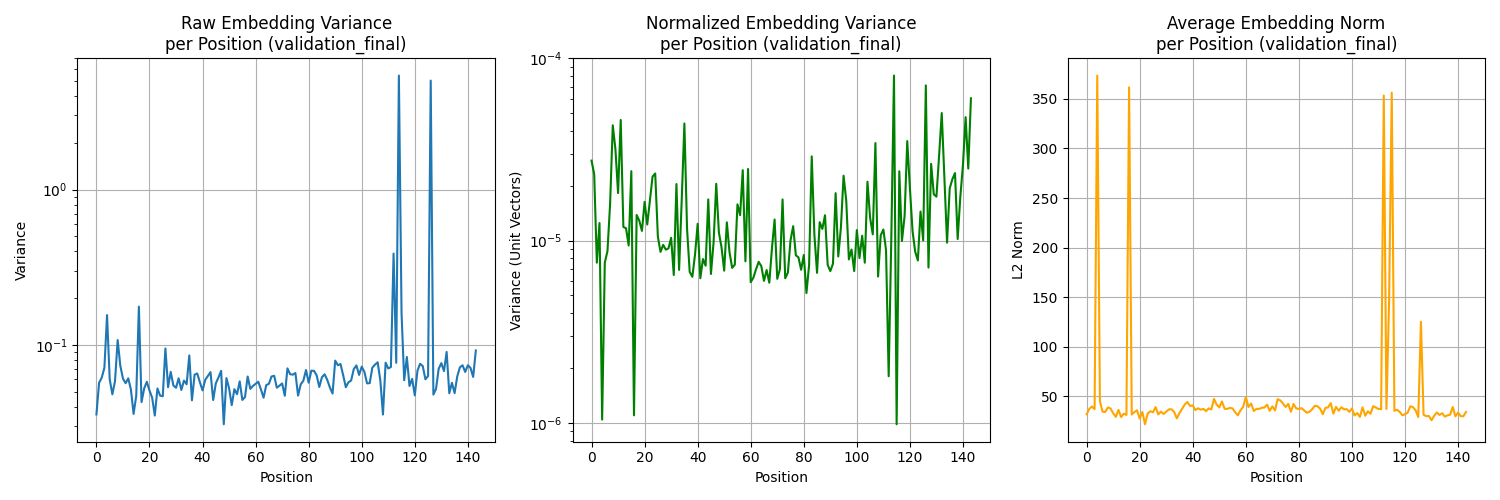 Raw Embedding Variance
per Position (validation_final)
Variance
10⁰
10⁻¹
0 20 40 60 80 100 120 140
Position
Normalized Embedding Variance
per Position (validation_final)
Variance (Unit Vectors)
10⁻⁴
10⁻⁵
10⁻⁶
0 20 40 60 80 100 120 140
Position
Average Embedding Norm
per Position (validation_final)
L2 Norm
350
300
250
200
150
100
50
0 20 40 60 80 100 120 140
Position